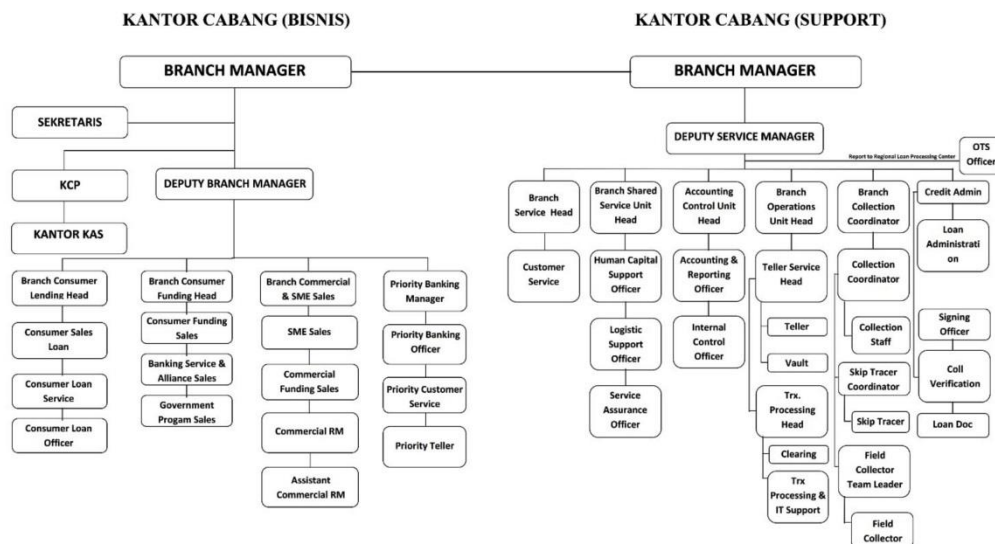 KANTOR CABANG (BISNIS)
KANTOR CABANG (SUPPORT)
BRANCH MANAGER
SEKRETARIS
KCP
DEPUTY BRANCH MANAGER
KANTOR KAS
Branch Consumer
Lending Head
Consumer Sales
Loan
Consumer Loan
Service
Consumer Loan
Officer
Branch Consumer
Funding Head
Consumer Funding
Sales
Banking Service &
Alliance Sales
Government
Progam Sales
Branch Commercial
& SME Sales
SME Sales
Commercial
Funding Sales
Commercial RM
Assistant
Commercial RM
Priority Banking
Manager
Priority Banking
Officer
Priority Customer
Service
Priority Teller
BRANCH MANAGER
DEPUTY SERVICE MANAGER
Report to Regional Loan Processing Center
OTS
Officer
Branch
Service Head
Customer
Service
Branch Shared
Service Unit
Head
Human Capital
Support
Officer
Logistic
Support
Officer
Service
Assurance
Officer
Accounting
Control Unit
Head
Accounting &
Reporting
Officer
Internal
Control
Officer
Branch
Operations
Unit Head
Teller Service
Head
Teller
Vault
Trx.
Processing
Head
Clearing
Trx
Processing &
IT Support
Branch
Collection
Coordinator
Collection
Coordinator
Collection
Staff
Skip Tracer
Coordinator
Skip Tracer
Field
Collector
Team Leader
Field
Collector
Credit Admin
Loan
Administrati
on
Signing
Officer
Coll
Verification
Loan Doc